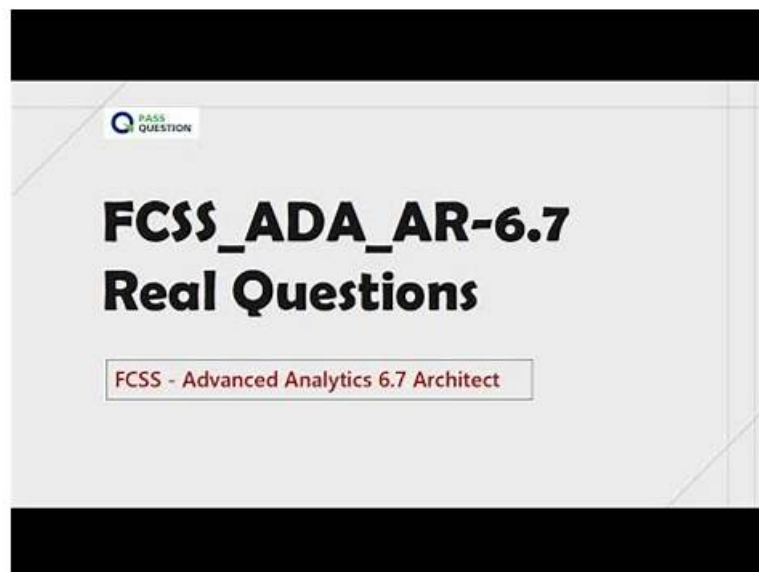 PASS
QUESTION
FCSS_ADA_AR-6.7
Real Questions
FCSS - Advanced Analytics 6.7 Architect